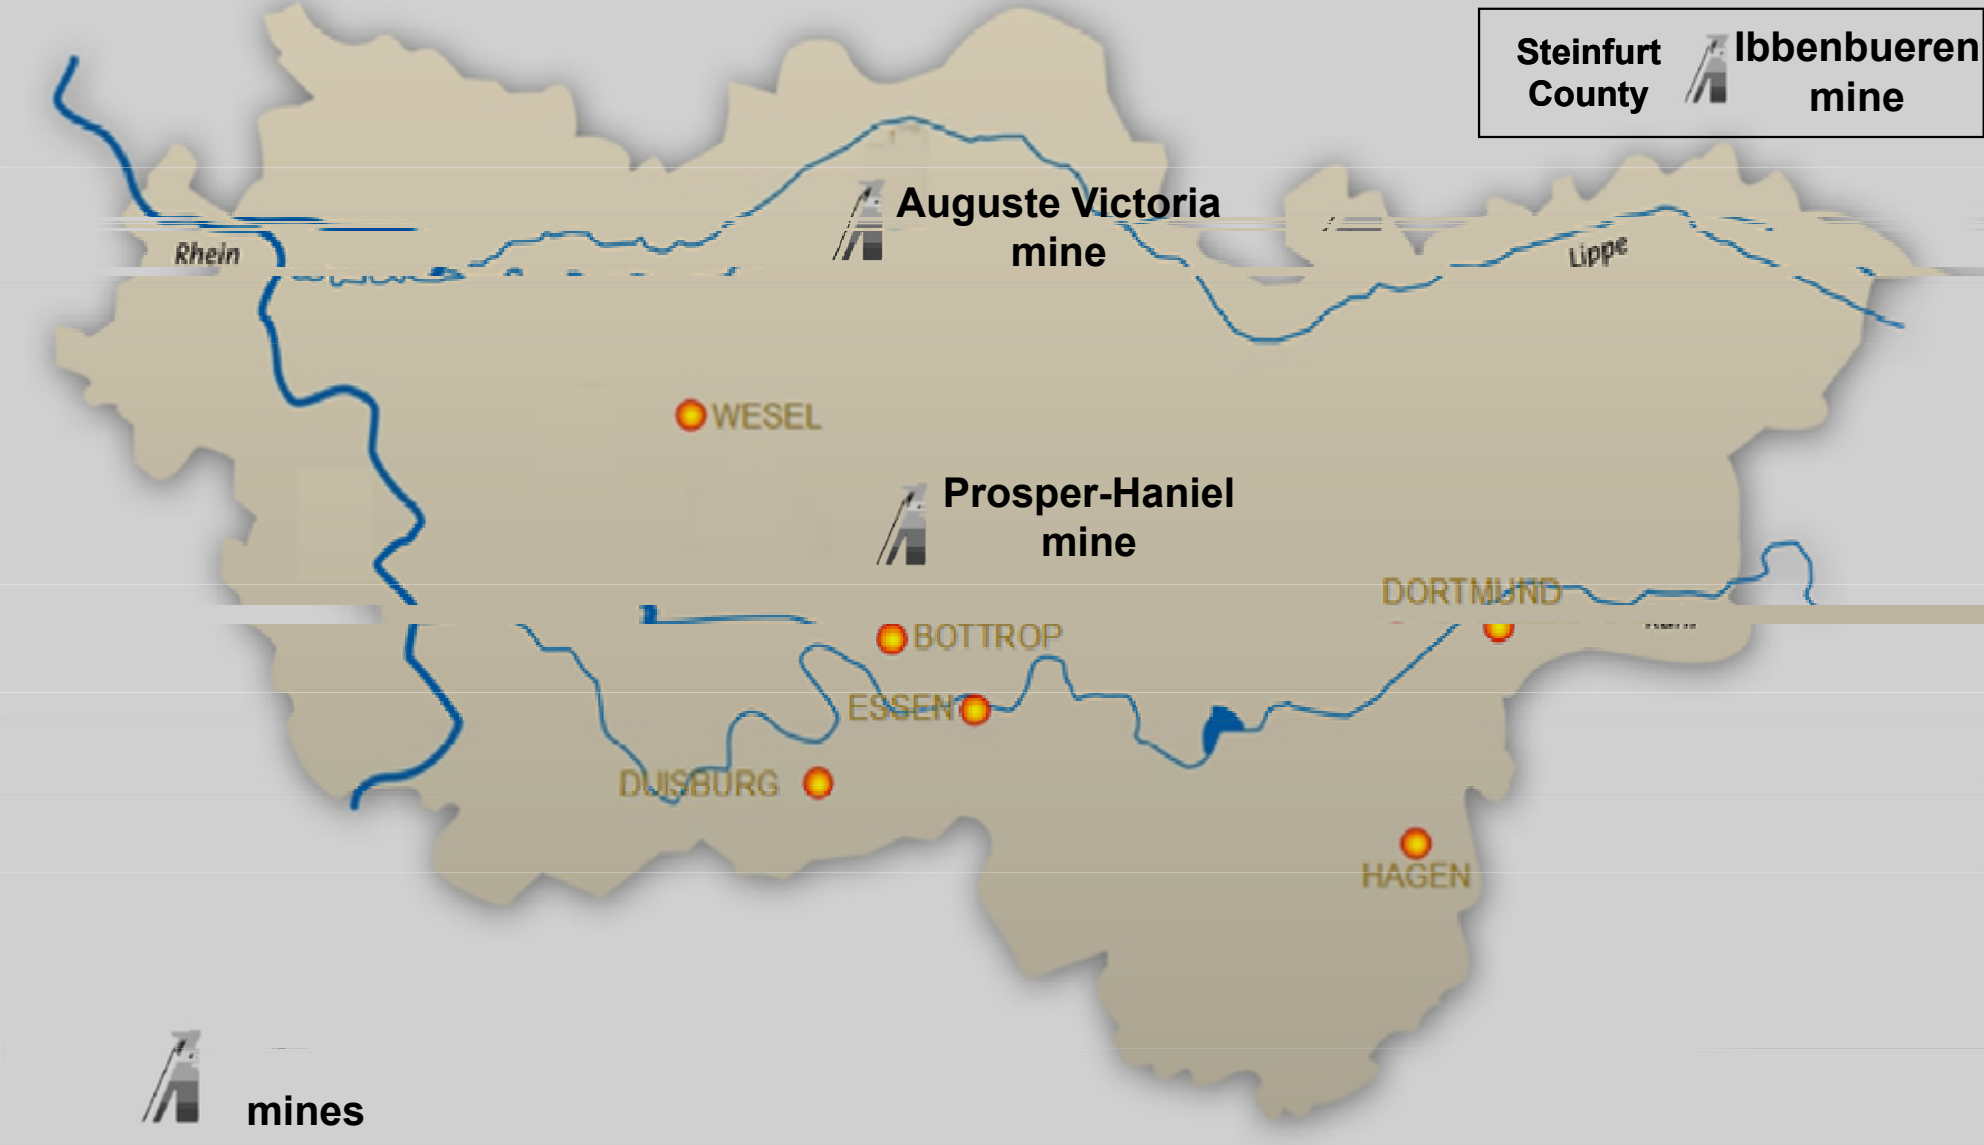 Steinfurt
County
Ibbenbueren
mine
Auguste Victoria
mine
Rhein
Lippe
WESEL
Prosper-Haniel
mine
DORTMUND
BOTTROP
ESSEN
DUISBURG
HAGEN
mines